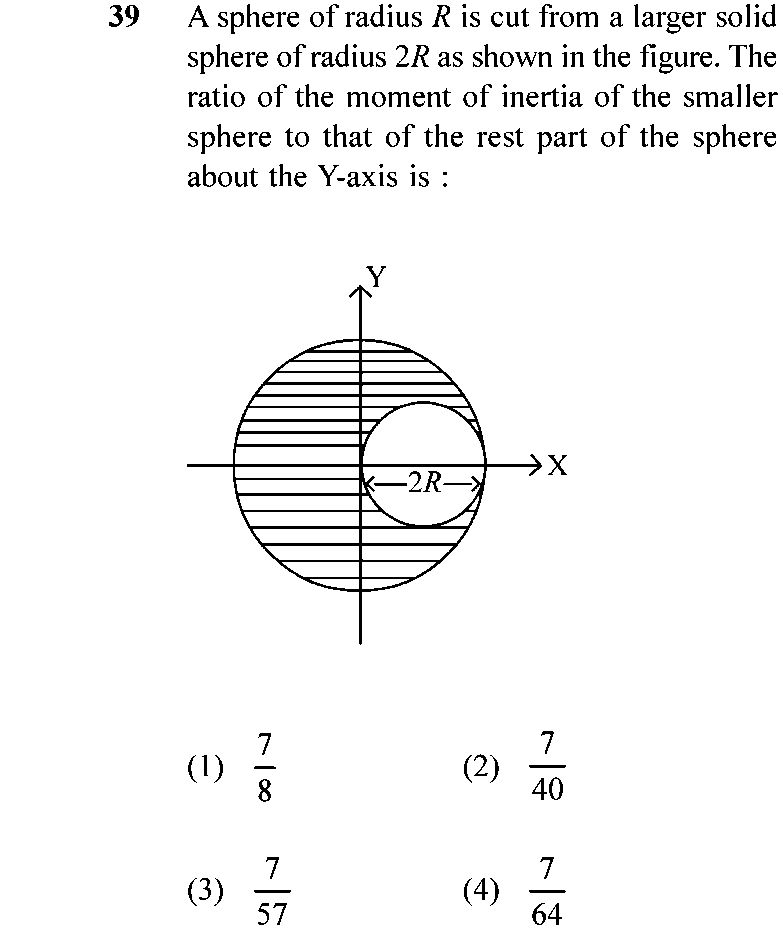 39 A sphere of radius R is cut from a larger solid
sphere of radius 2R as shown in the figure. The
ratio of the moment of inertia of the smaller
sphere to that of the rest part of the sphere
about the Y-axis is :
Y
X
2R
(1) 7/8 (2) 7/40
(3) 7/57 (4) 7/64